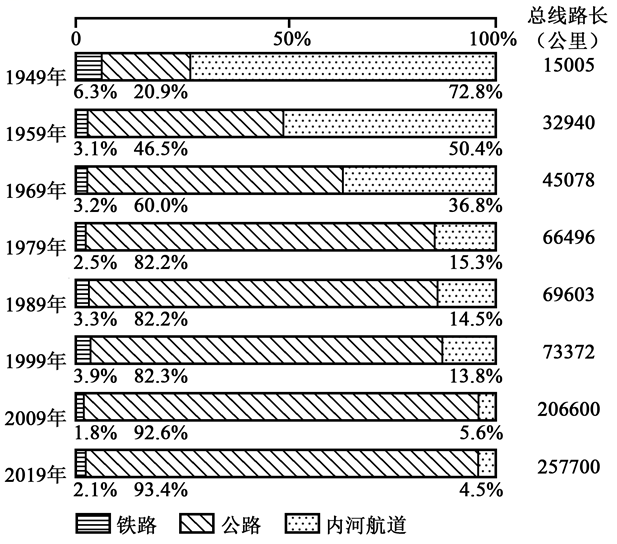 0 50% 100% 总线路长
（公里）
1949年 15005
6.3% 20.9% 72.8%
1959年 32940
3.1% 46.5% 50.4%
1969年 45078
3.2% 60.0% 36.8%
1979年 66496
2.5% 82.2% 15.3%
1989年 69603
3.3% 82.2% 14.5%
1999年 73372
3.9% 82.3% 13.8%
2009年 206600
1.8% 92.6% 5.6%
2019年 257700
2.1% 93.4% 4.5%
铁路 公路 内河航道